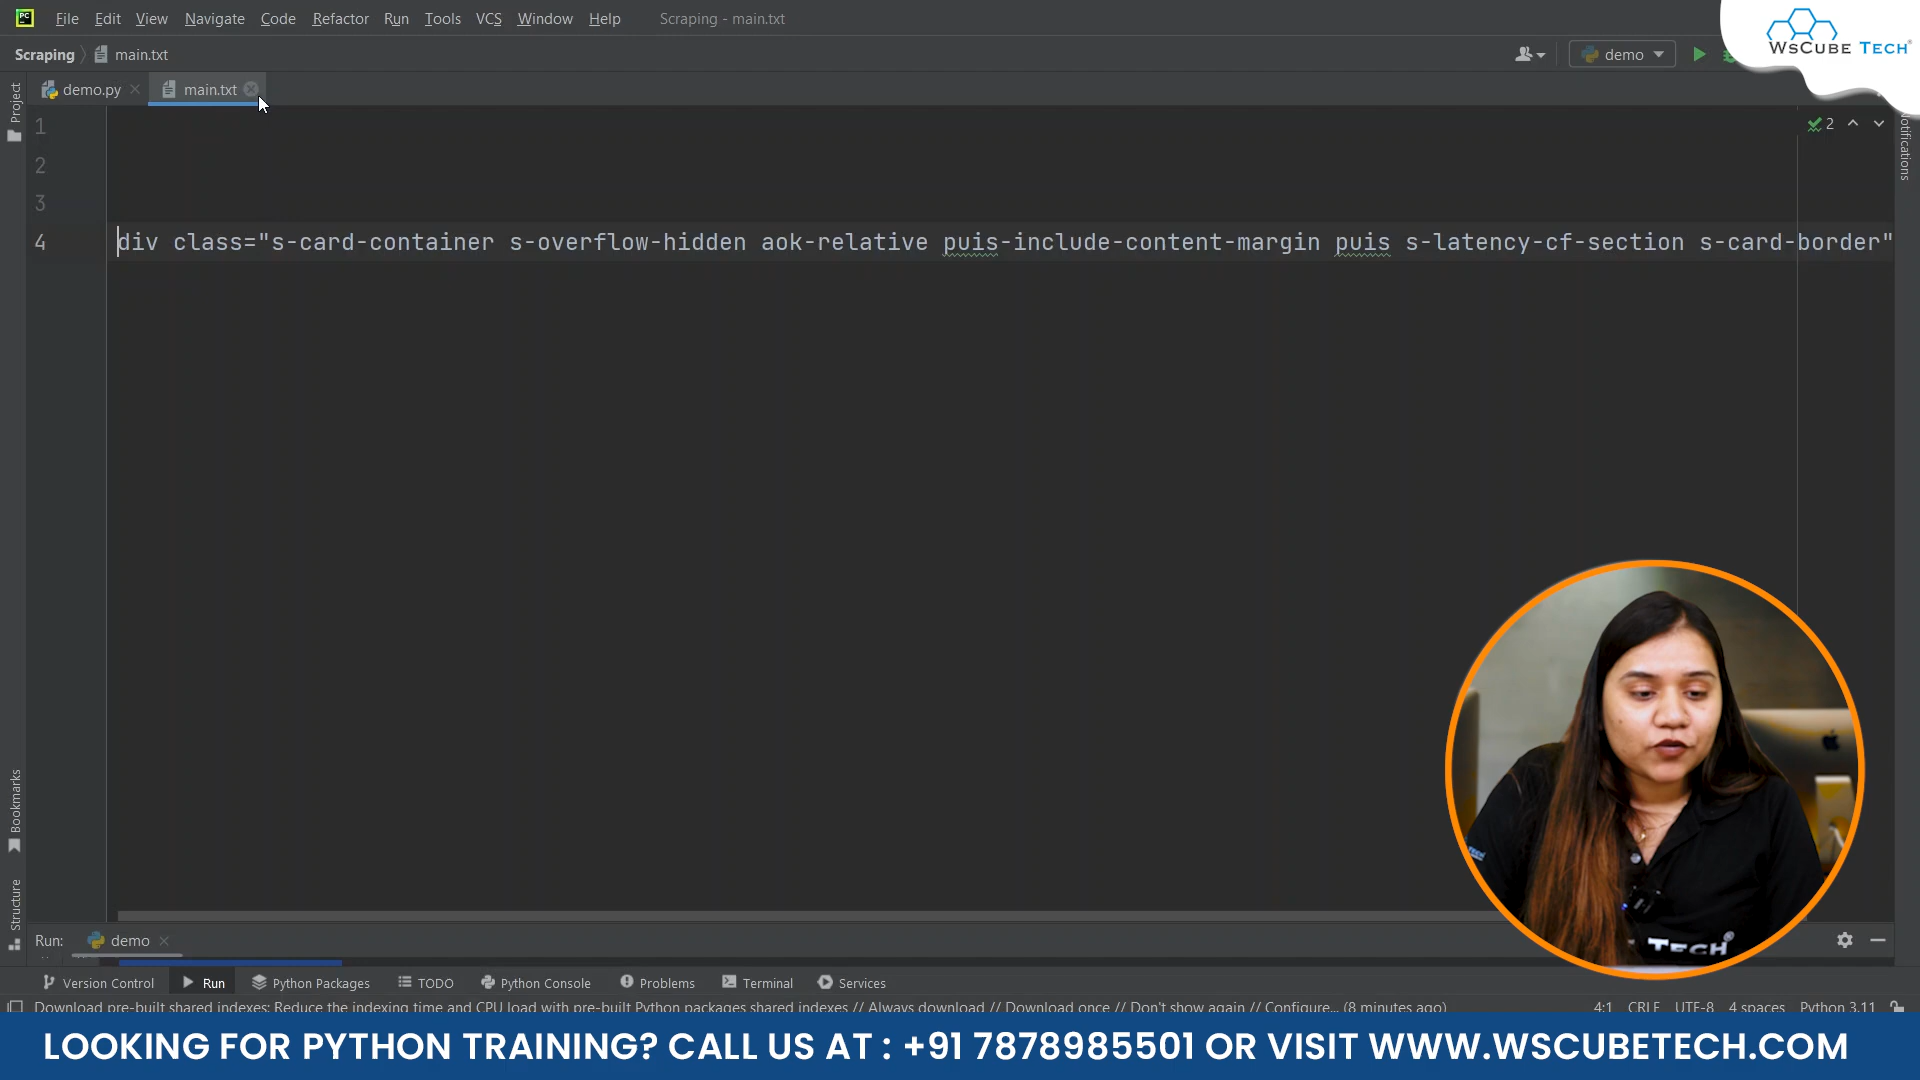 File Edit View Navigate Code Refactor Run Tools VCS Window Help Scraping - main.txt
WsCube Tech
Scraping main.txt demo
demo.py main.txt
Project
Notifications
1
2
2
3
4 div class="s-card-container s-overflow-hidden aok-relative puis-include-content-margin puis s-latency-cf-section s-card-border"
Bookmarks
Structure
TECH
Run: demo
Version Control Run Python Packages TODO Python Console Problems Terminal Services
Download pre-built shared indexes: Reduce the indexing time and CPU load with pre-built Python packages shared indexes // Always download // Download once // Don't show again // Configure... (8 minutes ago) 4:1 CRLF UTF-8 4 spaces Python 3.11
LOOKING FOR PYTHON TRAINING? CALL US AT : +91 7878985501 OR VISIT WWW.WSCUBETECH.COM